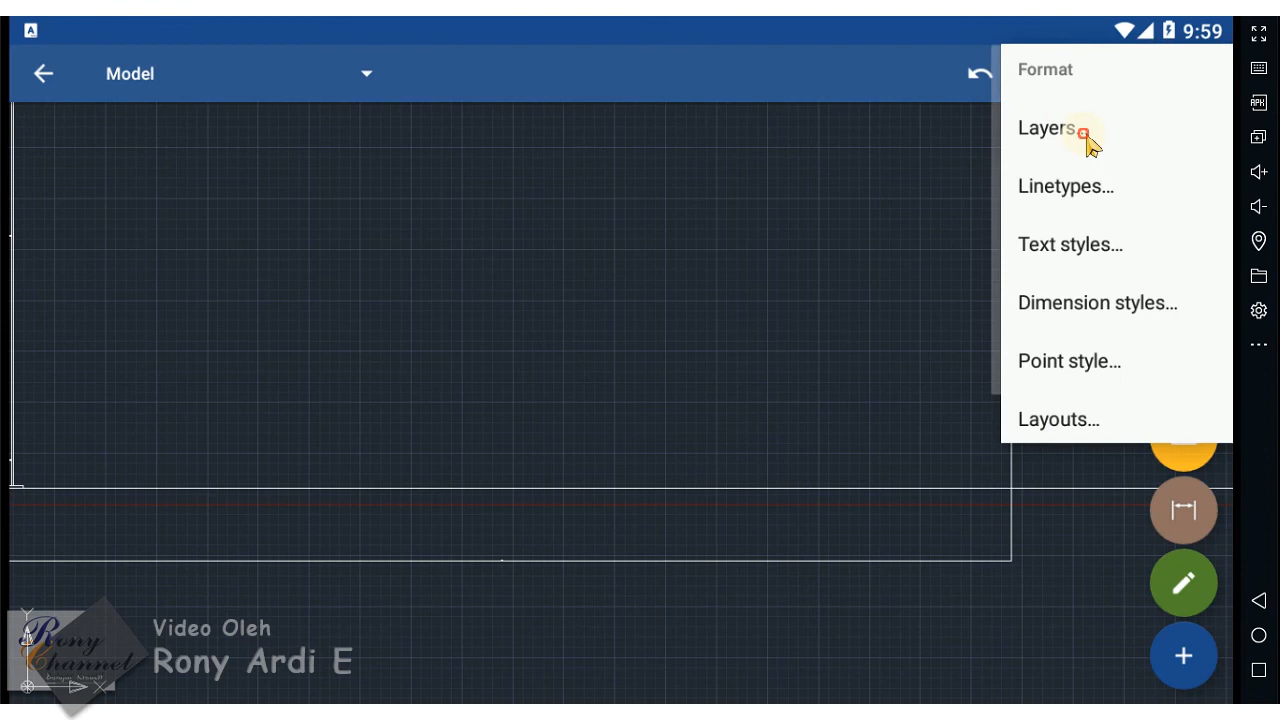 9:59
Model
Format
Layers
Linetypes...
Text styles...
Dimension styles...
Point style...
Layouts...
APK
Y
X
Rony
Channel
Video Oleh
Rony Ardi E